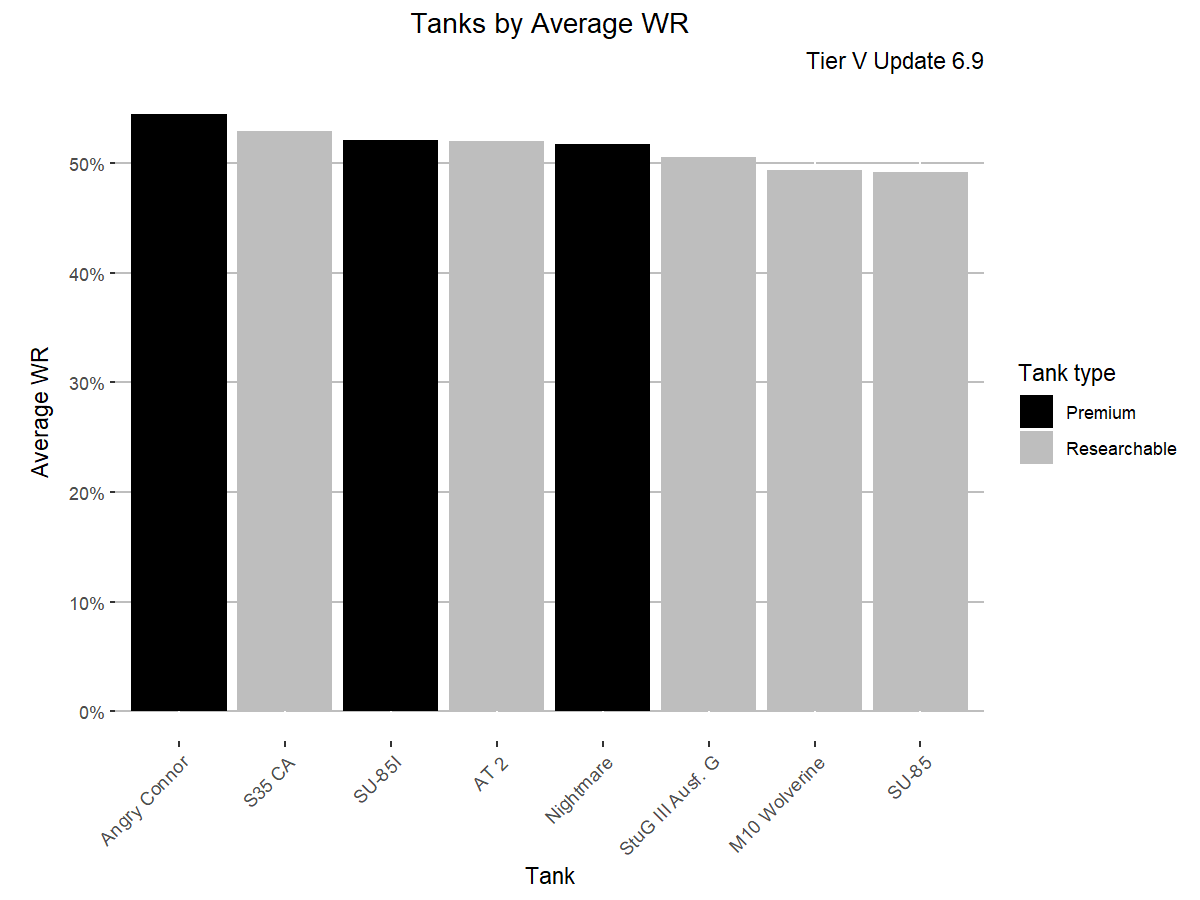 Tanks by Average WR
Tier V Update 6.9
Average WR
50%
40%
30%
20%
10%
0%
Angry Connor
S35 CA
SU-85I
AT 2
Nightmare
StuG III Ausf. G
M10 Wolverine
SU-85
Tank
Tank type
Premium
Researchable